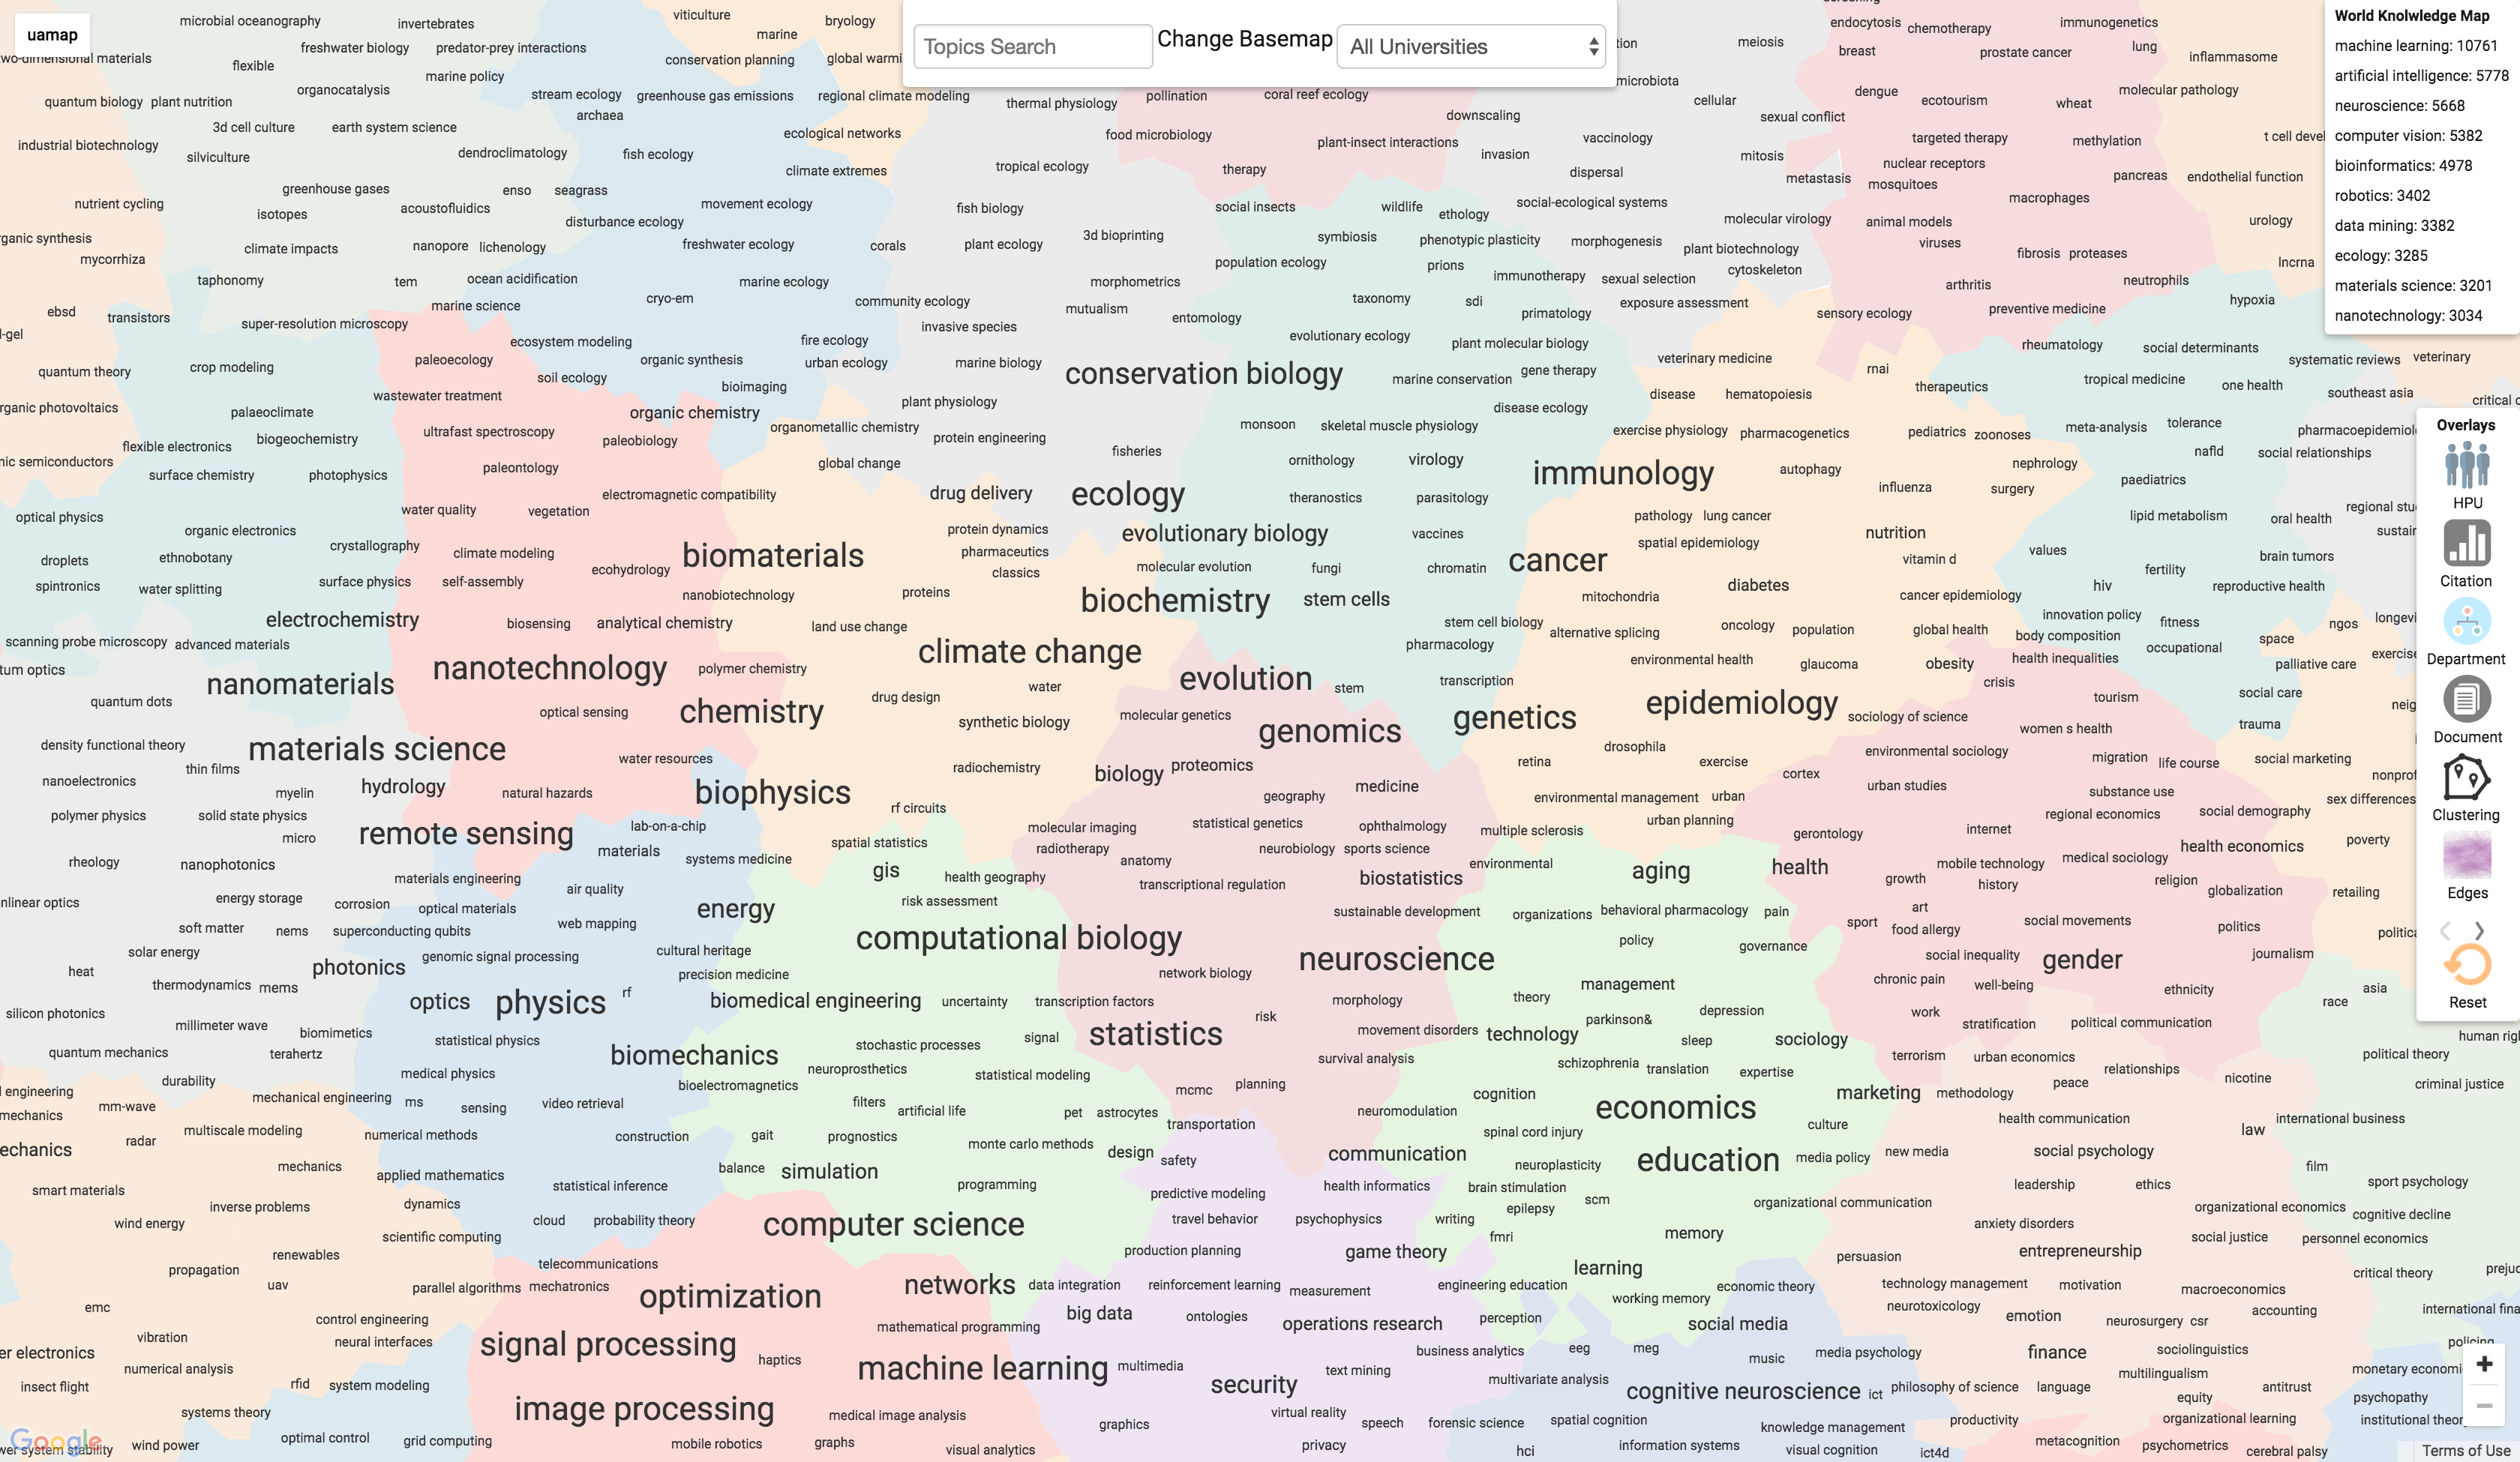 uamap
Topics Search
Change Basemap
All Universities
World Knolwledge Map
machine learning: 10761
artificial intelligence: 5778
neuroscience: 5668
computer vision: 5382
bioinformatics: 4978
robotics: 3402
data mining: 3382
ecology: 3285
materials science: 3201
nanotechnology: 3034
Overlays
HPU
Citation
Department
Document
Clustering
Edges
Reset
microbial oceanography
invertebrates
viticulture
bryology
marine
freshwater biology
predator-prey interactions
conservation planning
flexible
marine policy
organocatalysis
stream ecology
greenhouse gas emissions
regional climate modeling
quantum biology
plant nutrition
archaea
3d cell culture
earth system science
ecological networks
industrial biotechnology
silviculture
dendroclimatology
fish ecology
climate extremes
greenhouse gases
enso
seagrass
nutrient cycling
isotopes
acoustofluidics
movement ecology
disturbance ecology
climate impacts
nanopore
lichenology
freshwater ecology
corals
mycorrhiza
taphonomy
tem
ocean acidification
marine ecology
cryo-em
marine science
community ecology
ebsd
transistors
super-resolution microscopy
invasive species
meiosis
endocytosis
chemotherapy
immunogenetics
breast
prostate cancer
lung
inflammasome
thermal physiology
pollination
coral reef ecology
cellular
dengue
ecotourism
wheat
molecular pathology
food microbiology
downscaling
sexual conflict
plant-insect interactions
vaccinology
targeted therapy
methylation
tropical ecology
therapy
invasion
mitosis
nuclear receptors
dispersal
metastasis
mosquitoes
pancreas
endothelial function
fish biology
social insects
wildlife
ethology
social-ecological systems
macrophages
molecular virology
animal models
urology
plant ecology
3d bioprinting
symbiosis
phenotypic plasticity
morphogenesis
plant biotechnology
viruses
population ecology
prions
immunotherapy
sexual selection
cytoskeleton
fibrosis
proteases
lncrna
morphometrics
taxonomy
sdi
exposure assessment
arthritis
neutrophils
hypoxia
mutualism
entomology
primatology
sensory ecology
preventive medicine
ecosystem modeling
fire ecology
evolutionary ecology
plant molecular biology
rheumatology
social determinants
paleoecology
organic synthesis
urban ecology
marine biology
veterinary medicine
systematic reviews
veterinary
quantum theory
crop modeling
soil ecology
bioimaging
conservation biology
marine conservation
gene therapy
rnai
therapeutics
tropical medicine
one health
southeast asia
wastewater treatment
plant physiology
disease
hematopoiesis
palaeoclimate
organic chemistry
disease ecology
ultrafast spectroscopy
organometallic chemistry
monsoon
skeletal muscle physiology
exercise physiology
pharmacogenetics
pediatrics
zoonoses
meta-analysis
tolerance
flexible electronics
biogeochemistry
paleobiology
protein engineering
fisheries
nafld
social relationships
surface chemistry
photophysics
paleontology
global change
ornithology
virology
immunology
autophagy
nephrology
paediatrics
electromagnetic compatibility
drug delivery
ecology
theranostics
parasitology
influenza
surgery
optical physics
water quality
vegetation
pathology
lung cancer
lipid metabolism
oral health
organic electronics
protein dynamics
evolutionary biology
vaccines
nutrition
crystallography
climate modeling
biomaterials
pharmaceutics
spatial epidemiology
values
brain tumors
droplets
ethnobotany
ecohydrology
classics
molecular evolution
fungi
chromatin
cancer
vitamin d
fertility
spintronics
water splitting
surface physics
self-assembly
nanobiotechnology
proteins
biochemistry
stem cells
mitochondria
diabetes
cancer epidemiology
hiv
reproductive health
electrochemistry
biosensing
analytical chemistry
land use change
stem cell biology
alternative splicing
oncology
population
global health
innovation policy
fitness
ngos
scanning probe microscopy
advanced materials
climate change
pharmacology
body composition
occupational
space
nanotechnology
polymer chemistry
environmental health
glaucoma
obesity
health inequalities
palliative care
nanomaterials
water
evolution
stem
transcription
crisis
quantum dots
drug design
tourism
social care
optical sensing
chemistry
synthetic biology
molecular genetics
genomics
genetics
epidemiology
sociology of science
women s health
trauma
density functional theory
materials science
thin films
water resources
radiochemistry
biology
proteomics
drosophila
retina
exercise
environmental sociology
migration
life course
social marketing
nanoelectronics
myelin
hydrology
natural hazards
biophysics
geography
medicine
cortex
urban studies
substance use
environmental management
urban
sex differences
polymer physics
solid state physics
rf circuits
regional economics
social demography
micro
remote sensing
lab-on-a-chip
molecular imaging
statistical genetics
ophthalmology
multiple sclerosis
urban planning
gerontology
internet
rheology
nanophotonics
materials
systems medicine
spatial statistics
radiotherapy
anatomy
neurobiology
sports science
environmental
mobile technology
medical sociology
health economics
poverty
materials engineering
air quality
gis
health geography
transcriptional regulation
biostatistics
aging
health
growth
history
religion
globalization
retailing
energy storage
corrosion
optical materials
energy
risk assessment
sustainable development
organizations
behavioral pharmacology
pain
art
soft matter
nems
superconducting qubits
web mapping
sport
food allergy
social movements
politics
solar energy
cultural heritage
computational biology
policy
governance
social inequality
journalism
heat
photonics
genomic signal processing
precision medicine
network biology
neuroscience
gender
thermodynamics
mems
chronic pain
well-being
ethnicity
asia
optics
physics
rf
biomedical engineering
uncertainty
transcription factors
morphology
theory
management
race
silicon photonics
millimeter wave
biomimetics
risk
depression
work
stratification
political communication
statistical physics
signal
statistics
movement disorders
technology
parkinson&
sleep
sociology
quantum mechanics
terahertz
biomechanics
stochastic processes
survival analysis
schizophrenia
translation
expertise
terrorism
urban economics
political theory
durability
medical physics
neuroprosthetics
statistical modeling
relationships
nicotine
criminal justice
mechanical engineering
ms
sensing
video retrieval
bioelectromagnetics
mcmc
planning
cognition
economics
marketing
methodology
peace
mm-wave
filters
artificial life
pet
astrocytes
neuromodulation
health communication
international business
radar
multiscale modeling
numerical methods
construction
gait
prognostics
transportation
spinal cord injury
culture
law
monte carlo methods
design
safety
communication
education
media policy
new media
social psychology
mechanics
applied mathematics
balance
simulation
neuroplasticity
film
smart materials
statistical inference
programming
predictive modeling
health informatics
brain stimulation
scm
leadership
ethics
sport psychology
inverse problems
dynamics
epilepsy
organizational communication
organizational economics
cognitive decline
wind energy
cloud
probability theory
computer science
travel behavior
psychophysics
writing
memory
anxiety disorders
social justice
personnel economics
scientific computing
production planning
game theory
fmri
entrepreneurship
renewables
telecommunications
learning
persuasion
critical theory
propagation
uav
parallel algorithms
mechatronics
optimization
networks
data integration
reinforcement learning
measurement
engineering education
working memory
economic theory
technology management
motivation
macroeconomics
emc
control engineering
big data
ontologies
operations research
perception
social media
neurotoxicology
emotion
neurosurgery
csr
accounting
vibration
neural interfaces
signal processing
mathematical programming
haptics
machine learning
multimedia
business analytics
eeg
meg
music
media psychology
finance
sociolinguistics
policing
numerical analysis
text mining
multilingualism
insect flight
rfid
system modeling
security
multivariate analysis
cognitive neuroscience
ict
philosophy of science
language
equity
antitrust
psychopathy
systems theory
image processing
medical image analysis
graphics
virtual reality
speech
forensic science
spatial cognition
knowledge management
productivity
organizational learning
Google
wind power
optimal control
grid computing
mobile robotics
graphs
visual analytics
privacy
hci
information systems
visual cognition
ict4d
metacognition
psychometrics
cerebral palsy
Terms of Use